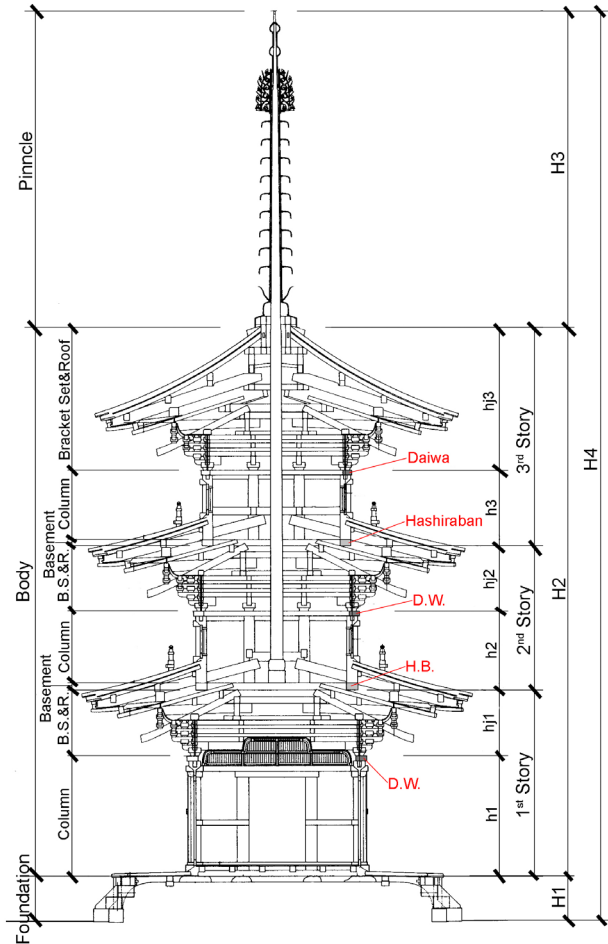 Pinncle
Body
Foundation
Bracket Set&Roof
Column
Basement
B.S.&R.
Column
Basement
B.S.&R.
Column
Daiwa
Hashiraban
D.W.
H.B.
D.W.
hj3
h3
hj2
h2
hj1
h1
3rd Story
2nd Story
1st Story
H3
H2
H1
H4